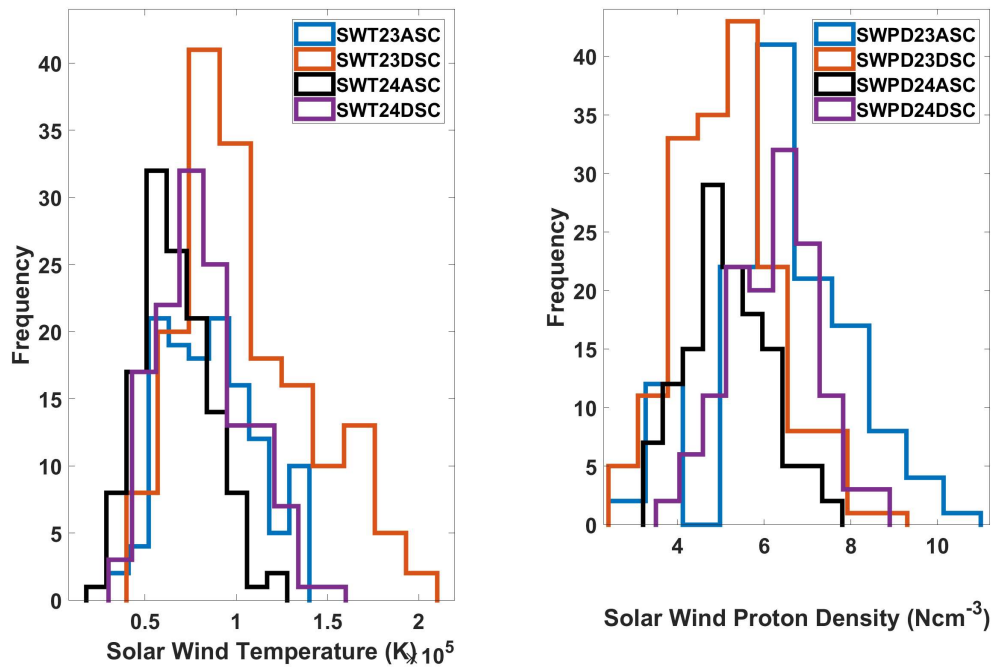 SWT23ASC
SWT23DSC
SWT24ASC
SWT24DSC
Frequency
40
35
30
25
20
15
10
5
0
0.5 1 1.5 2
Solar Wind Temperature (K) ×10^5
SWPD23ASC
SWPD23DSC
SWPD24ASC
SWPD24DSC
Frequency
40
35
30
25
20
15
10
5
0
4 6 8 10
Solar Wind Proton Density (Ncm^-3)